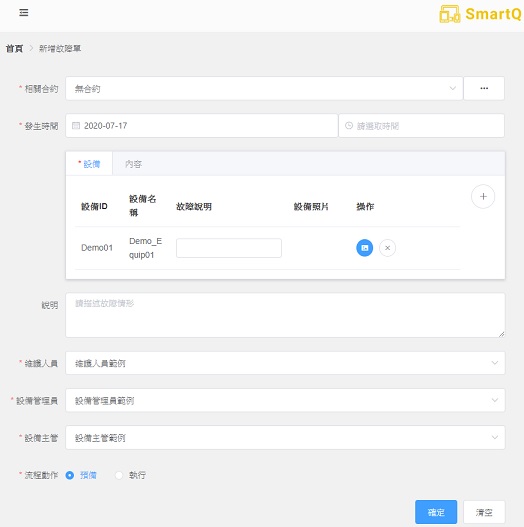 SmartQ
首頁 > 新增故障單
* 相關合約 無合約 ...
* 發生時間 2020-07-17 請選取時間
* 設備 內容
設備ID 設備名稱 故障說明 設備照片 操作
Demo01 Demo_Equip01
說明 請描述故障情形
* 維護人員 維護人員範例
* 設備管理員 設備管理員範例
* 設備主管 設備主管範例
* 流程動作 預備 執行
確定 清空